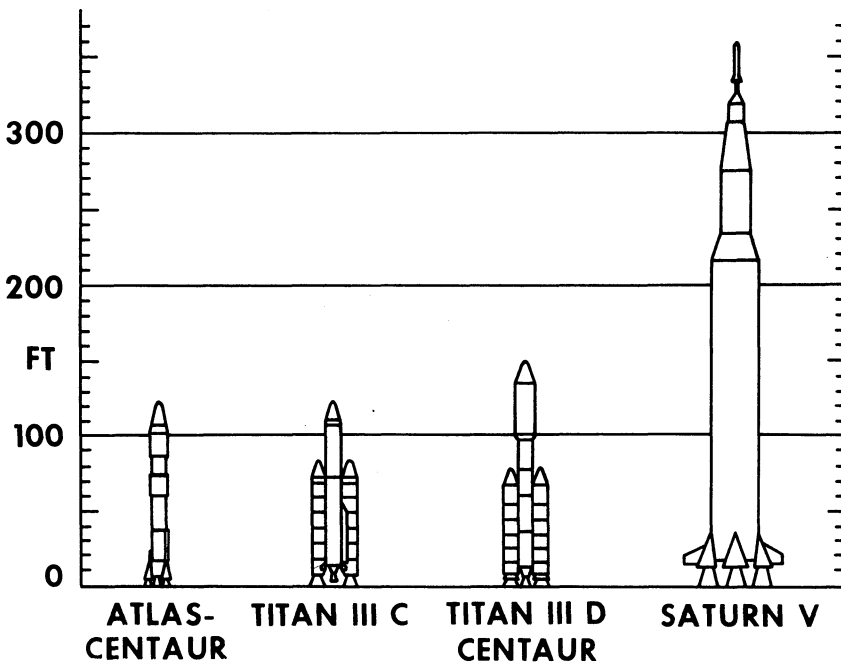 300
200
FT
100
0
ATLAS-
CENTAUR
TITAN III C
TITAN III D
CENTAUR
SATURN V